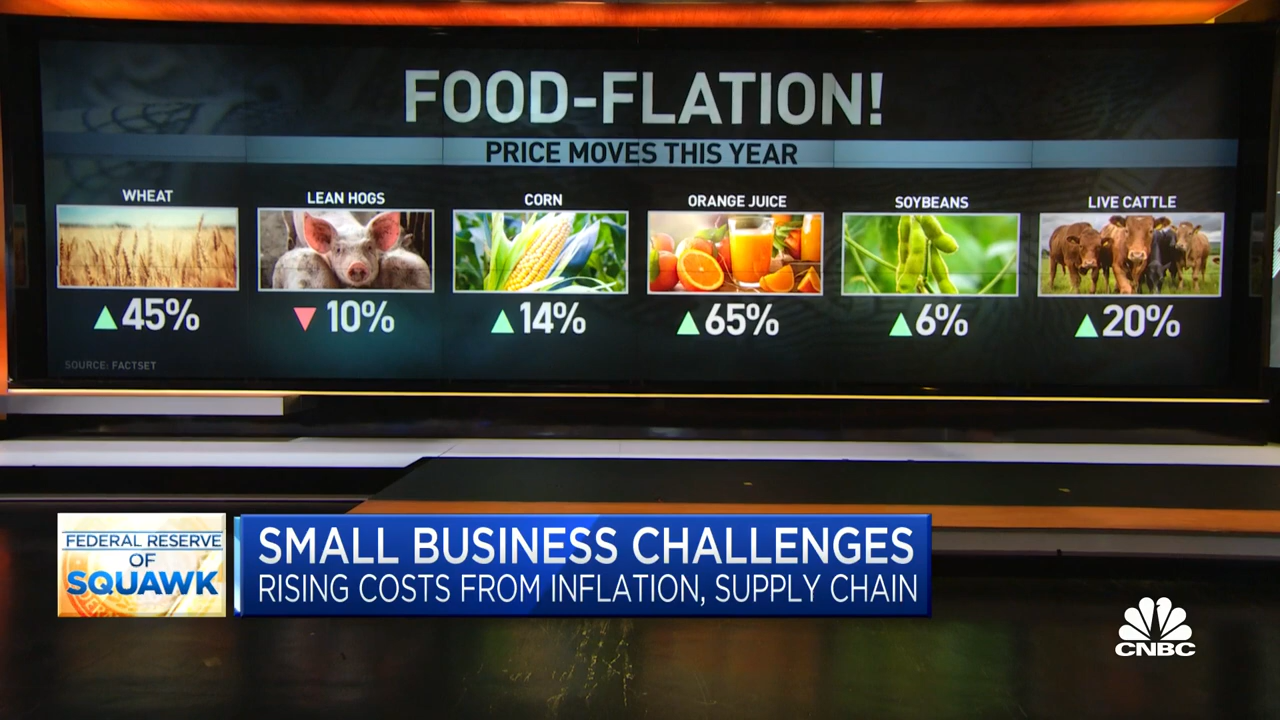 FOOD-FLATION!
PRICE MOVES THIS YEAR
WHEAT
LEAN HOGS
CORN
ORANGE JUICE
SOYBEANS
LIVE CATTLE
▲45%
▼10%
▲14%
▲65%
▲6%
▲20%
SOURCE: FACTSET
FEDERAL RESERVE
OF
SQUAWK
SMALL BUSINESS CHALLENGES
RISING COSTS FROM INFLATION, SUPPLY CHAIN
CNBC